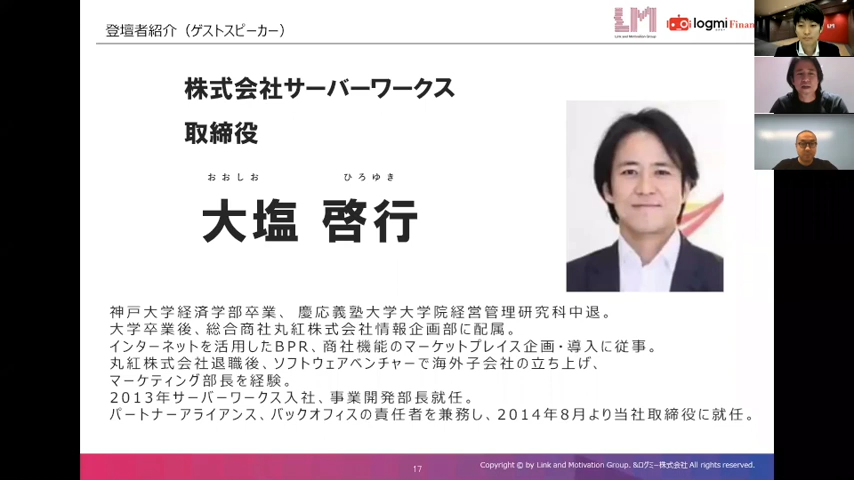 登壇者紹介（ゲストスピーカー）
LM
Link and Motivation Group
logmi Finan
LM
株式会社サーバーワークス
取締役
おおしお ひろゆき
大塩 啓行
神戸大学経済学部卒業、慶応義塾大学大学院経営管理研究科中退。
大学卒業後、総合商社丸紅株式会社情報企画部に配属。
インターネットを活用したBPR、商社機能のマーケットプレイス企画・導入に従事。
丸紅株式会社退職後、ソフトウェアベンチャーで海外子会社の立ち上げ、
マーケティング部長を経験。
2013年サーバーワークス入社、事業開発部長就任。
パートナーアライアンス、バックオフィスの責任者を兼務し、2014年8月より当社取締役に就任。
17
Copyright © by Link and Motivation Group. &ログミー株式会社 All rights reserved.